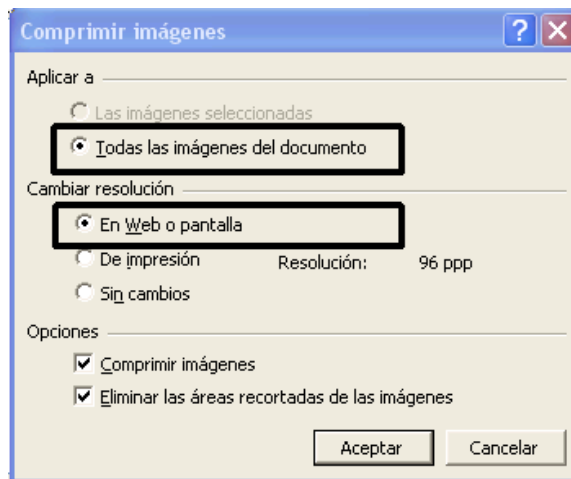 Comprimir imágenes
Aplicar a
Las imágenes seleccionadas
Todas las imágenes del documento
Cambiar resolución
En Web o pantalla
De impresión Resolución: 96 ppp
Sin cambios
Opciones
Comprimir imágenes
Eliminar las áreas recortadas de las imágenes
Aceptar Cancelar